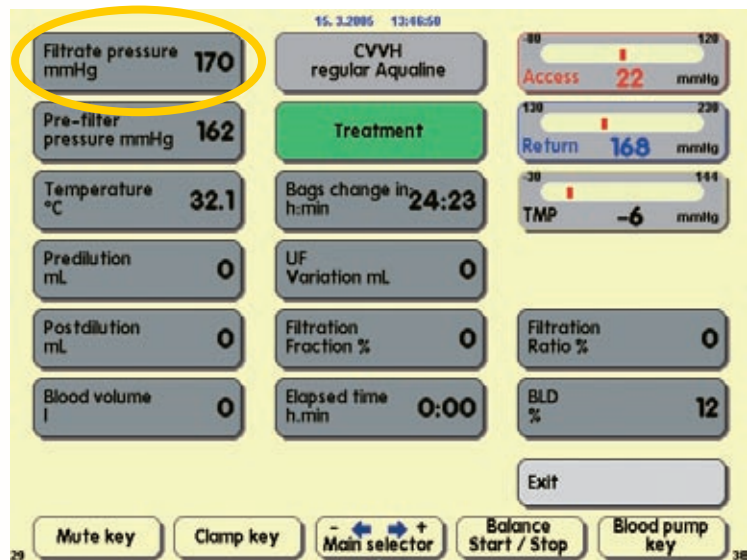 15. 3.2005 13:46:50
Filtrate pressure
mmHg
170
CVVH
regular Aqualine
-80
120
Access 22 mmHg
Pre-filter
pressure mmHg
162
Treatment
130
230
Return 168 mmHg
Temperature
°C
32.1
Bags change in
h:min
24:23
-30
144
TMP -6 mmHg
Predilution
mL
0
UF
Variation mL
0
Postdilution
mL
0
Filtration
Fraction %
0
Filtration
Ratio %
0
Blood volume
l
0
Elapsed time
h.min
0:00
BLD
%
12
Exit
Mute key
Clamp key
- +
Main selector
Balance
Start / Stop
Blood pump
key
29